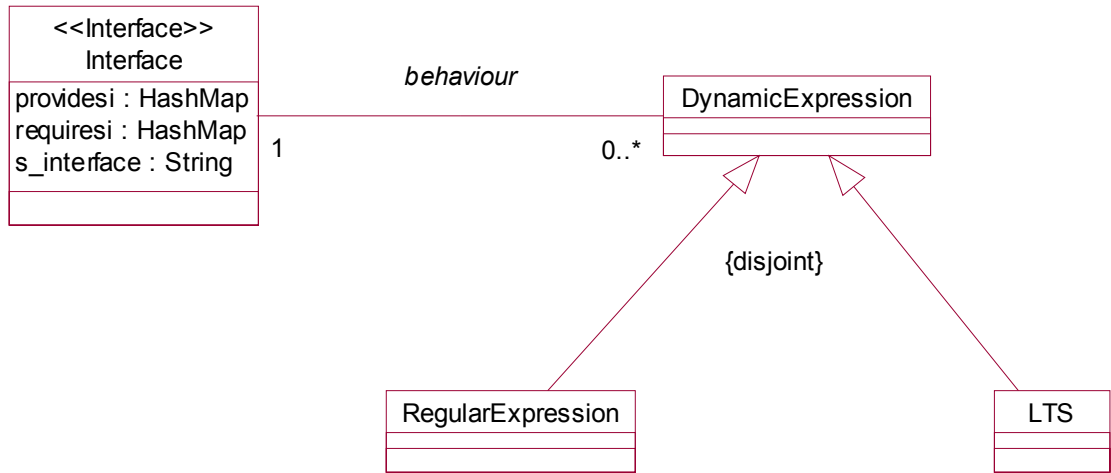 <<Interface>>
Interface
providesi : HashMap
requiresi : HashMap
s_interface : String
behaviour
1
0..*
DynamicExpression
{disjoint}
RegularExpression
LTS